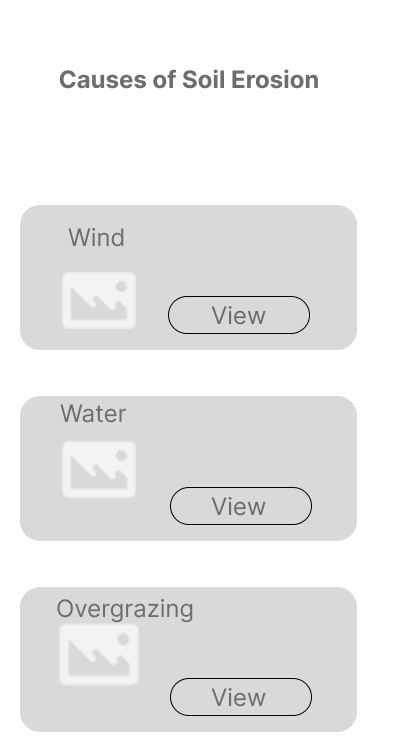 Causes of Soil Erosion
Wind
View
Water
View
Overgrazing
View